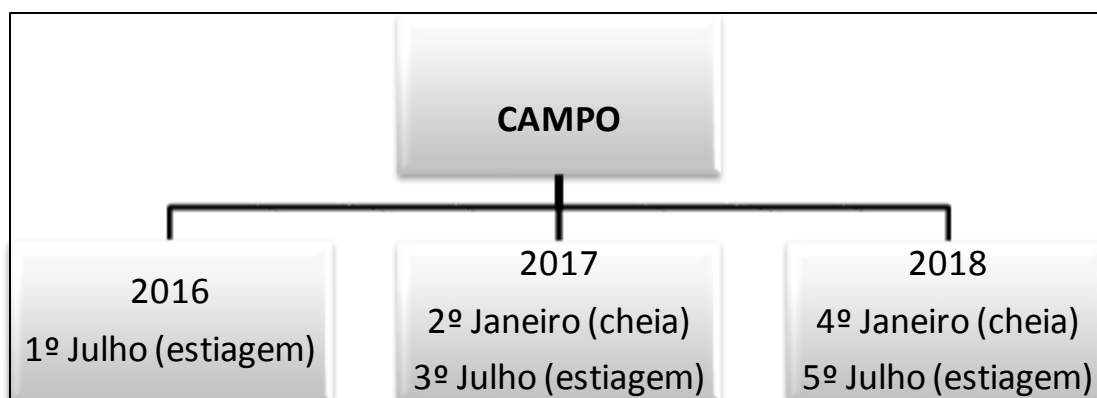 CAMPO
2016
1º Julho (estiagem)
2017
2º Janeiro (cheia)
3º Julho (estiagem)
2018
4º Janeiro (cheia)
5º Julho (estiagem)